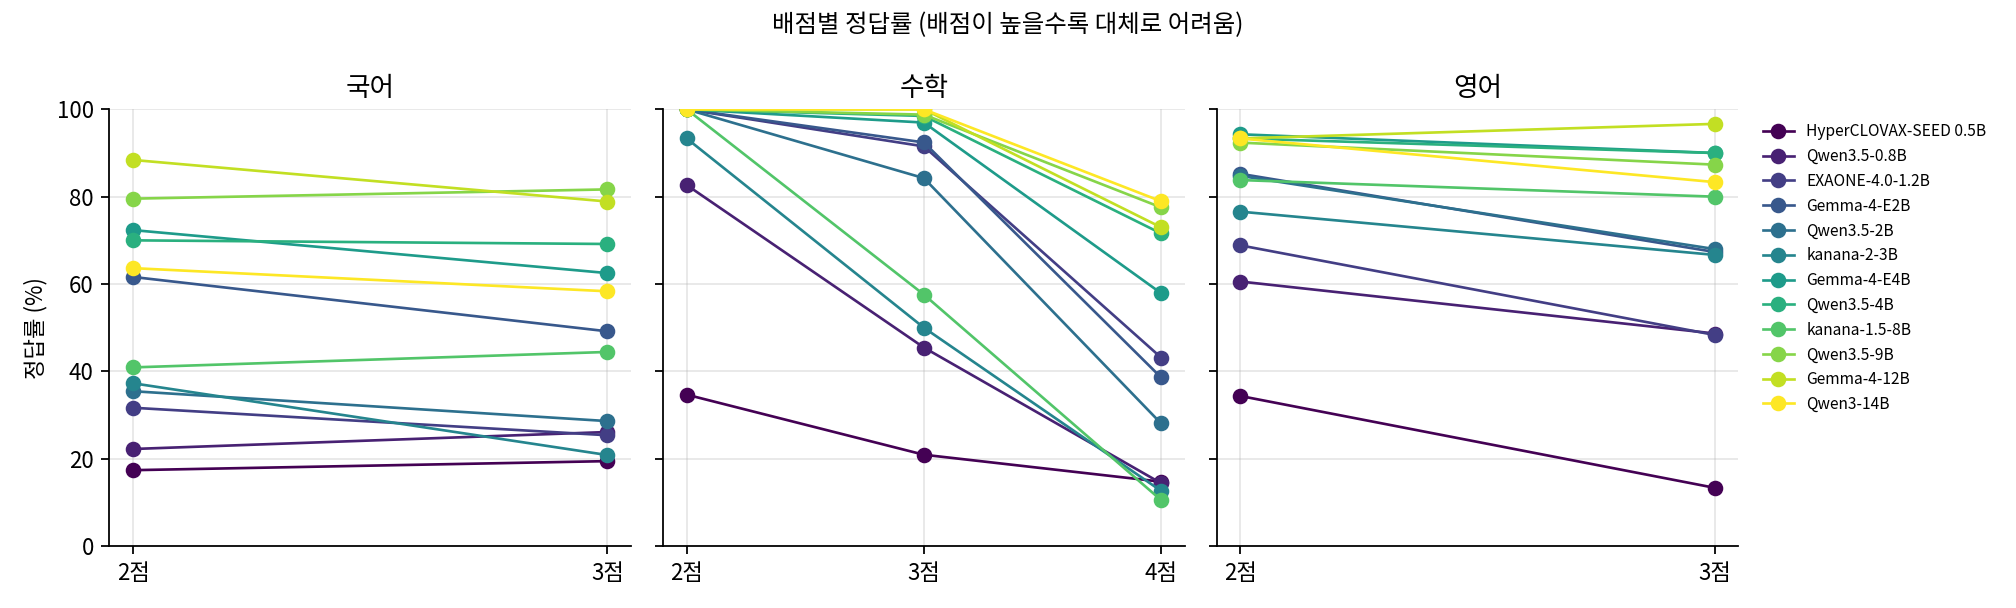 배점별 정답률 (배점이 높을수록 대체로 어려움)
국어
수학
영어
정답률 (%)
100
80
60
40
20
0
2점
3점
2점
3점
4점
2점
3점
HyperCLOVAX-SEED 0.5B
Qwen3.5-0.8B
EXAONE-4.0-1.2B
Gemma-4-E2B
Qwen3.5-2B
kanana-2-3B
Gemma-4-E4B
Qwen3.5-4B
kanana-1.5-8B
Qwen3.5-9B
Gemma-4-12B
Qwen3-14B